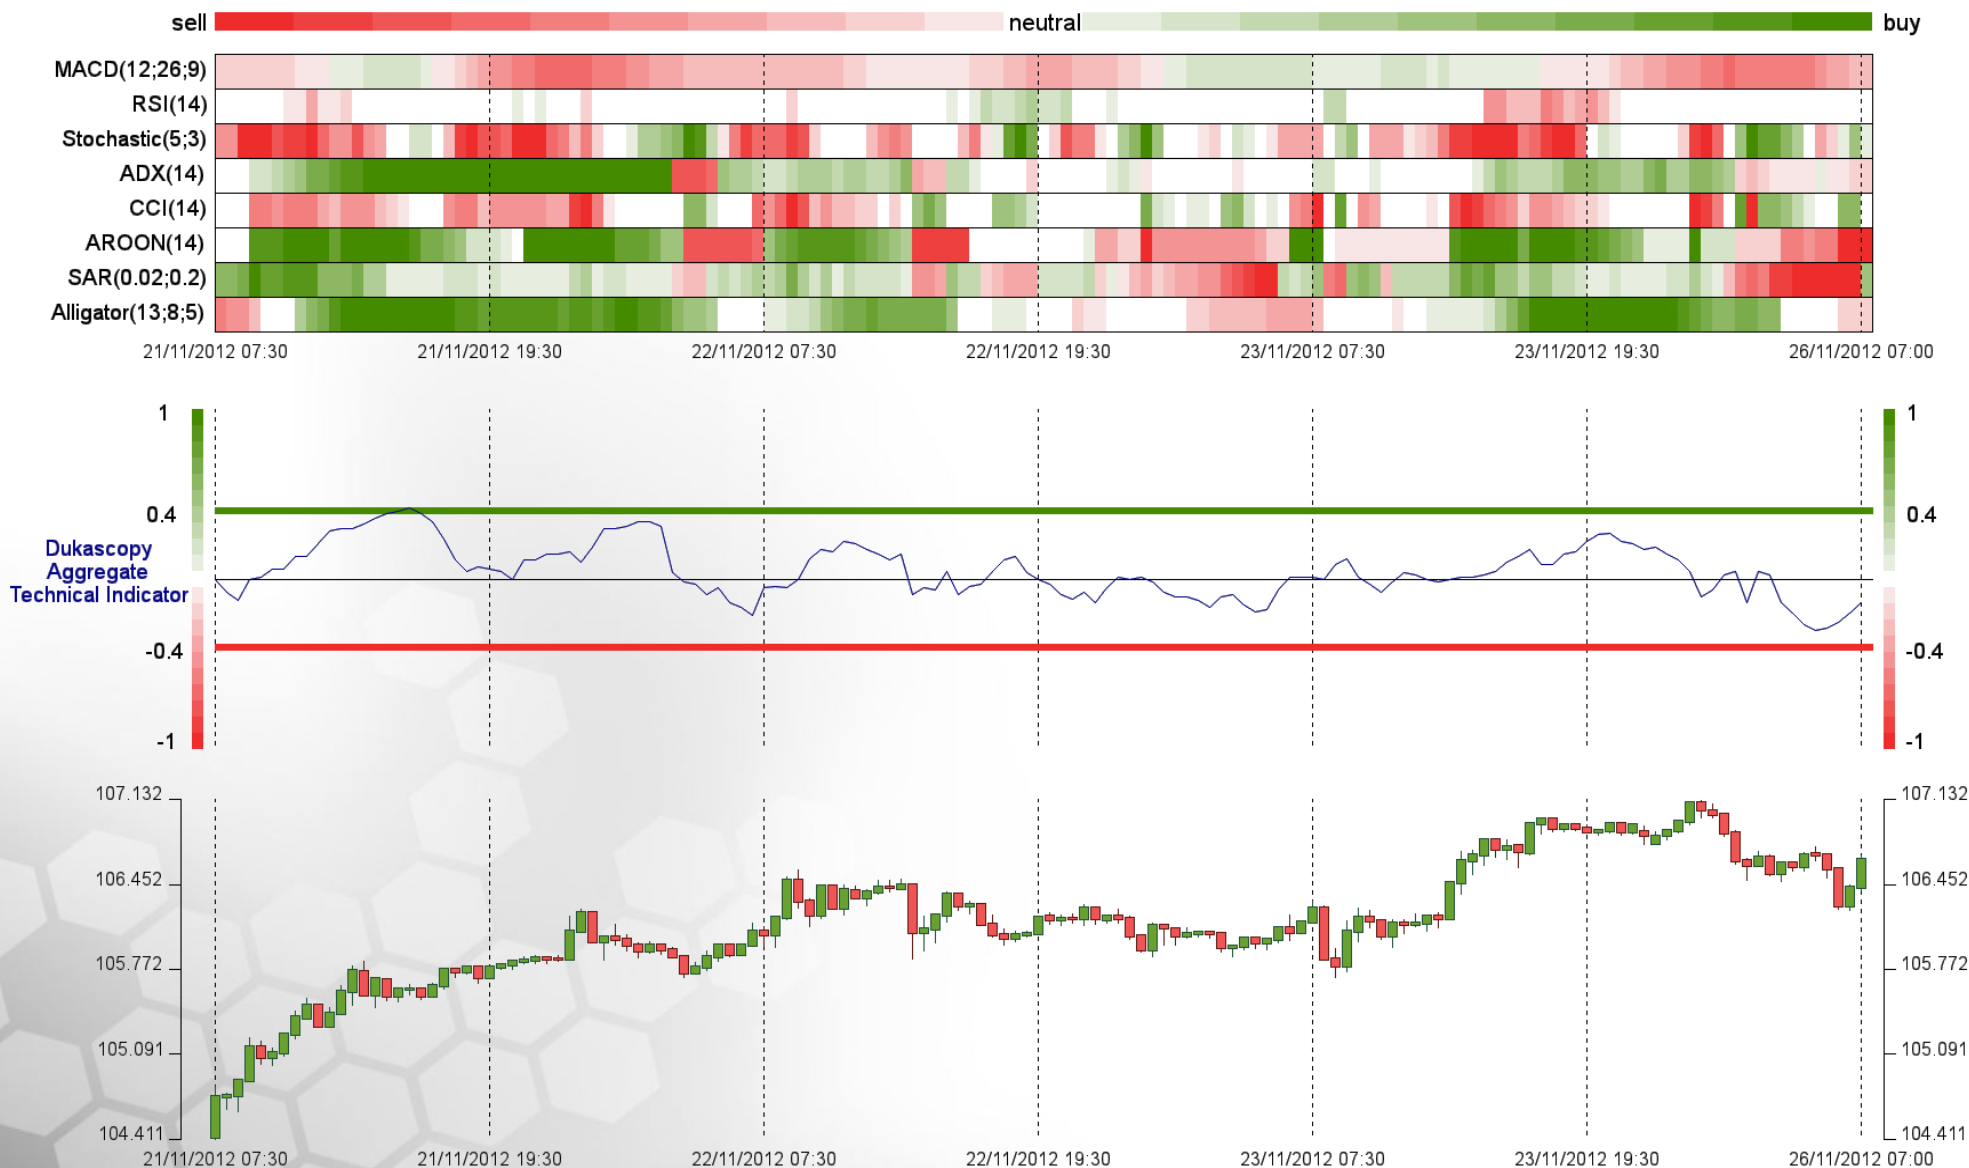 sell neutral buy
MACD(12;26;9)
RSI(14)
Stochastic(5;3)
ADX(14)
CCI(14)
AROON(14)
SAR(0.02;0.2)
Alligator(13;8;5)
21/11/2012 07:30 21/11/2012 19:30 22/11/2012 07:30 22/11/2012 19:30 23/11/2012 07:30 23/11/2012 19:30 26/11/2012 07:00
1 1
0.4 0.4
Dukascopy
Aggregate
Technical Indicator
-0.4 -0.4
-1 -1
107.132 107.132
106.452 106.452
105.772 105.772
105.091 105.091
104.411 104.411
21/11/2012 07:30 21/11/2012 19:30 22/11/2012 07:30 22/11/2012 19:30 23/11/2012 07:30 23/11/2012 19:30 26/11/2012 07:00